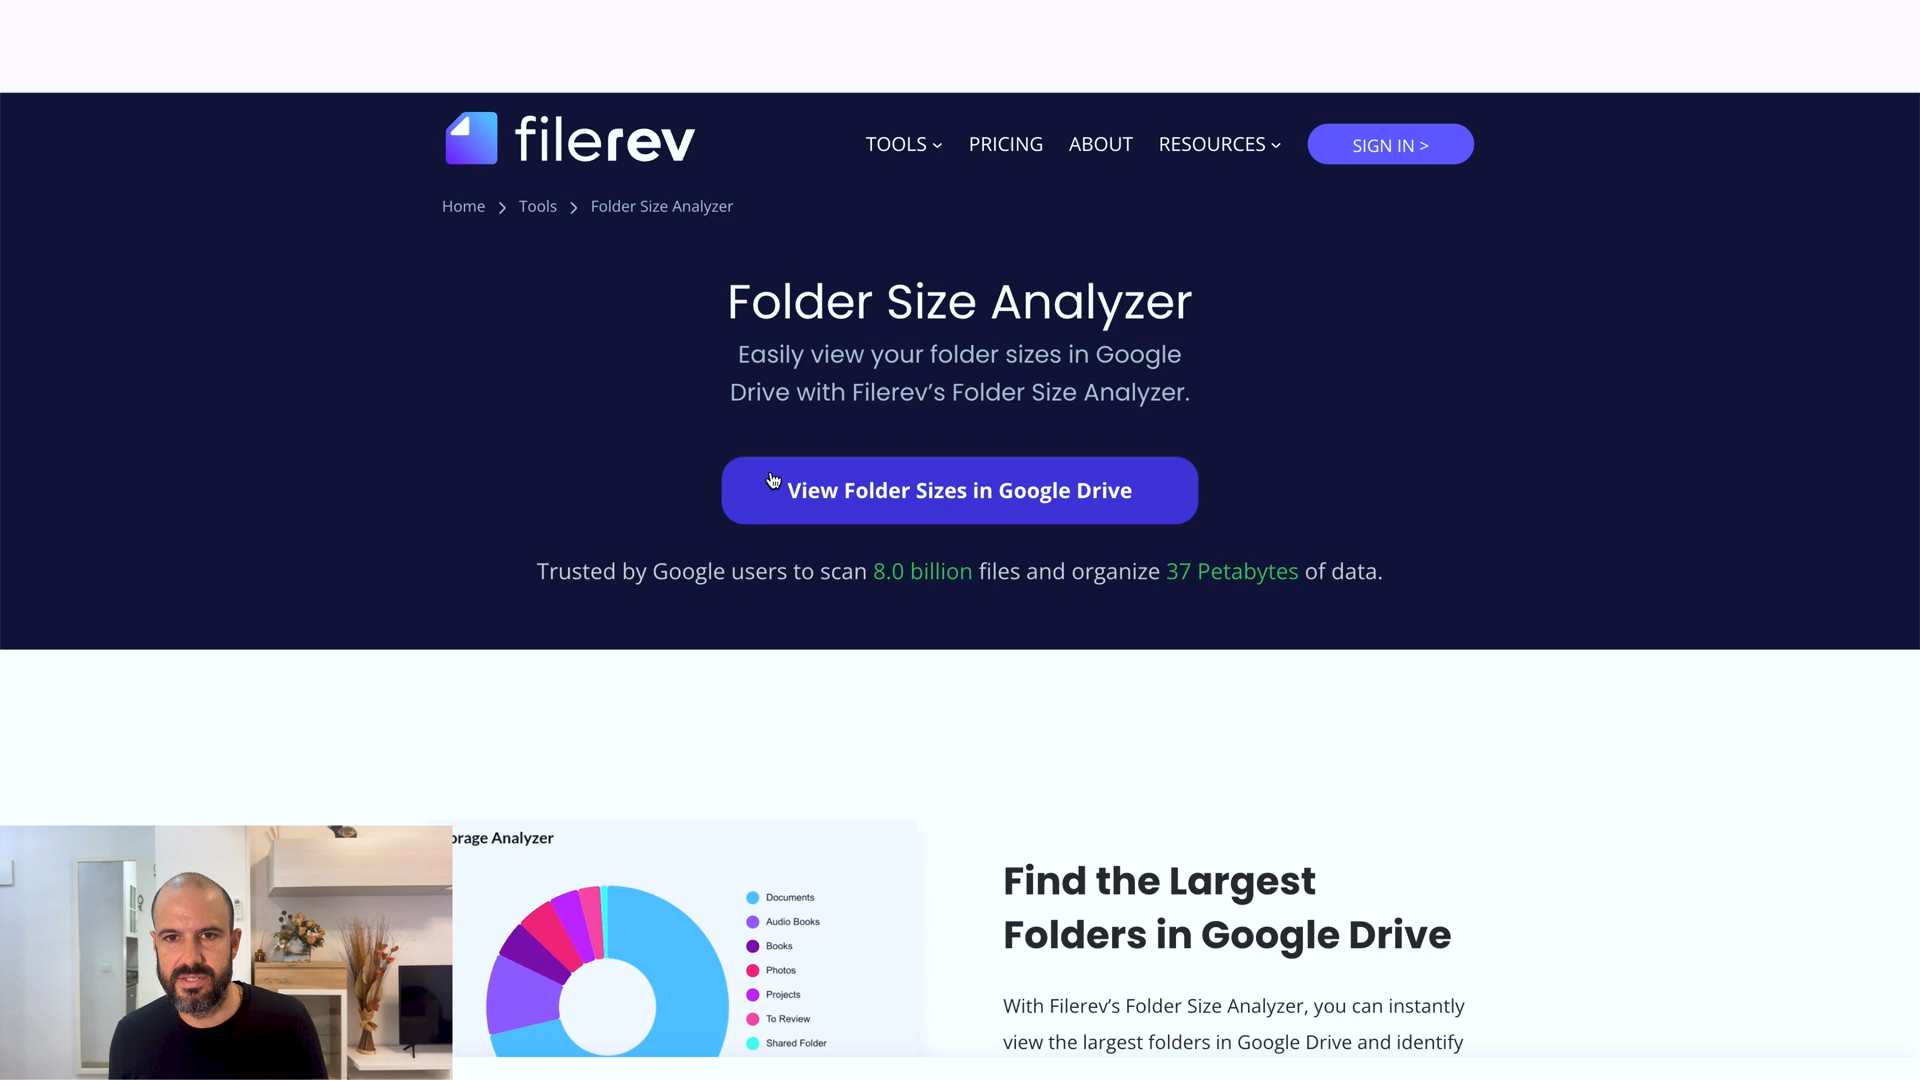 filerev
TOOLS
PRICING
ABOUT
RESOURCES
SIGN IN >
Home
Tools
Folder Size Analyzer
Folder Size Analyzer
Easily view your folder sizes in Google
Drive with Filerev’s Folder Size Analyzer.
View Folder Sizes in Google Drive
Trusted by Google users to scan 8.0 billion files and organize 37 Petabytes of data.
orage Analyzer
Documents
Audio Books
Books
Photos
Projects
To Review
Shared Folder
Find the Largest
Folders in Google Drive
With Filerev’s Folder Size Analyzer, you can instantly
view the largest folders in Google Drive and identify